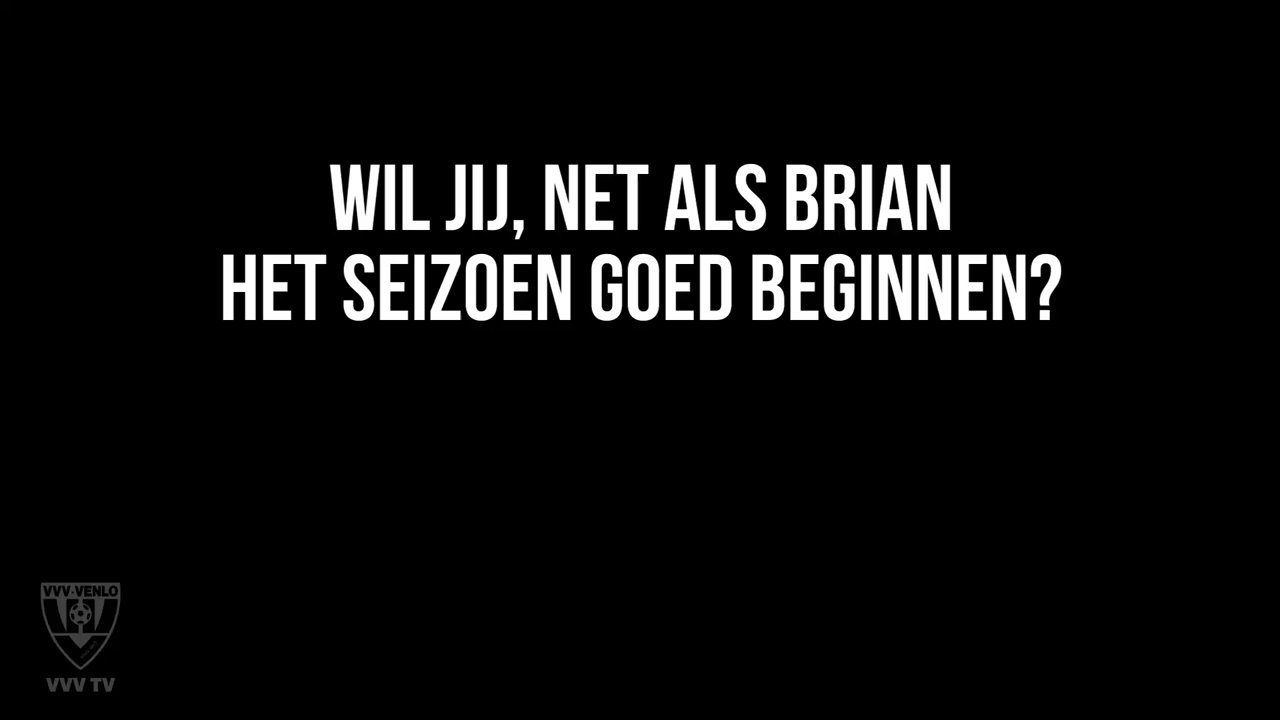 WIL JIJ, NET ALS BRIAN
HET SEIZOEN GOED BEGINNEN?
VVV-VENLO
VVV TV